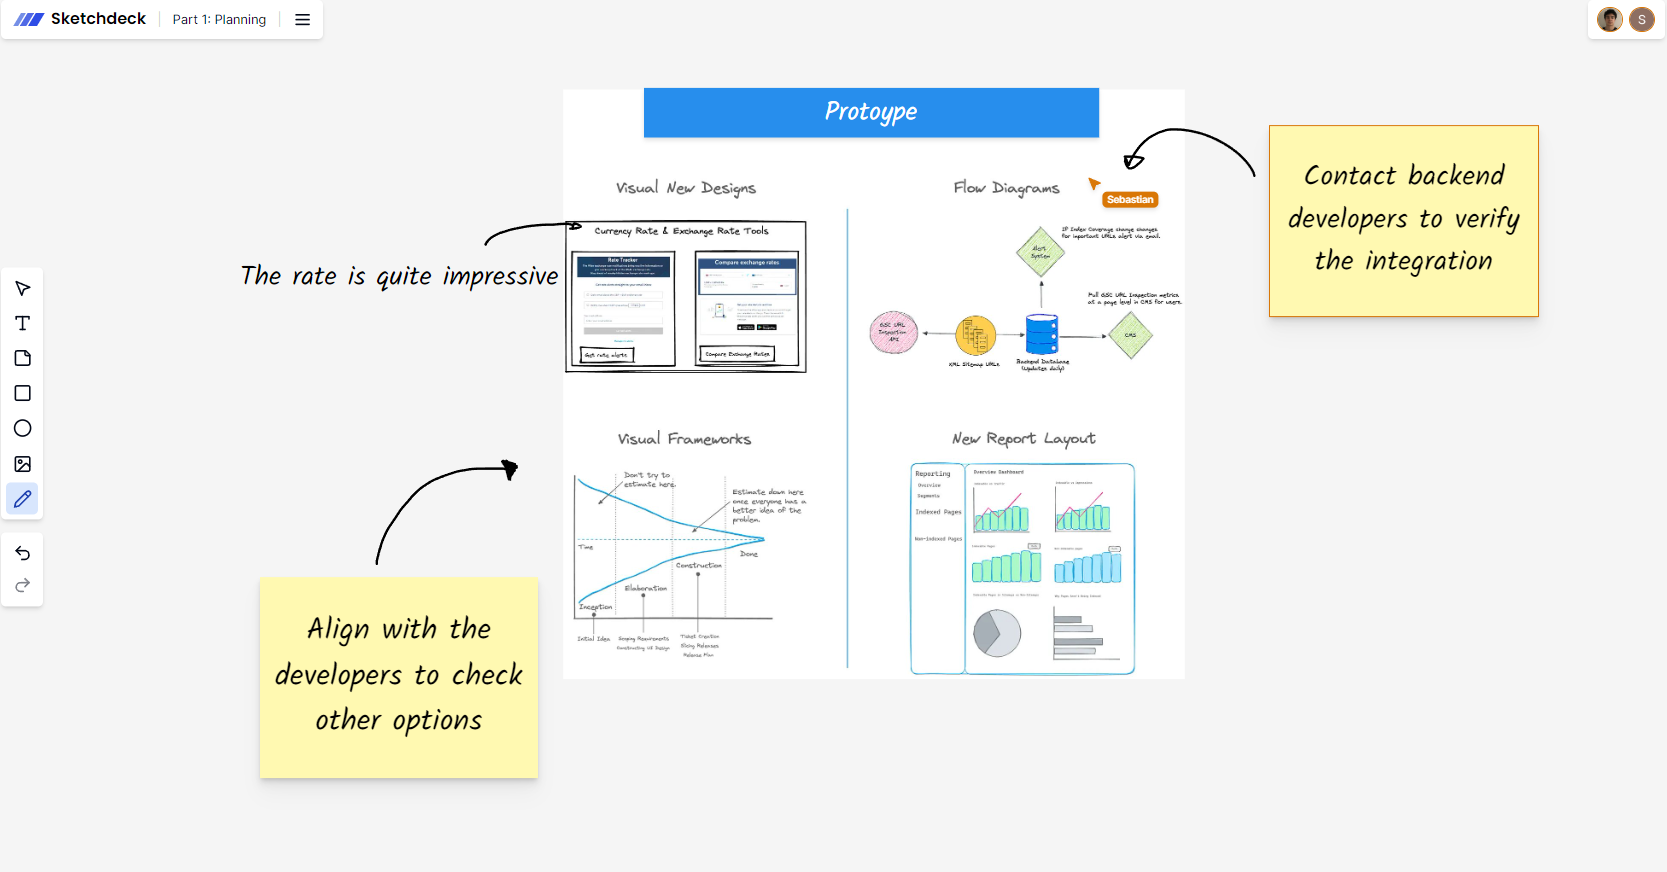 Sketchdeck
Part 1: Planning
S
Protoype
Visual New Designs
Flow Diagrams
Sebastian
Contact backend
developers to verify
the integration
The rate is quite impressive
Currency Rate & Exchange Rate Tools
Rate Tracker
Compare exchange rates
Get rate alerts
Compare Exchange Rates
Alert
System
If Index Coverage change changes
for important URLs alert via email.
Pull GSC URL Inspection metrics
at a page level in CMS for users.
GSC URL
Inspection
API
XML Sitemap URLs
Backend Database
(Updates daily)
CMS
Visual Frameworks
Don't try to
estimate here.
Estimate down here
once everyone has a
better idea of the
problem.
Time
Done
Construction
Elaboration
Inception
Initial Idea
Scoping Requirements
Constructing UX Design
Ticket Creation
Sizing Releases
Release Plan
New Report Layout
Reporting
Overview
Segments
Indexed Pages
Non-indexed Pages
Overview Dashboard
Align with the
developers to check
other options